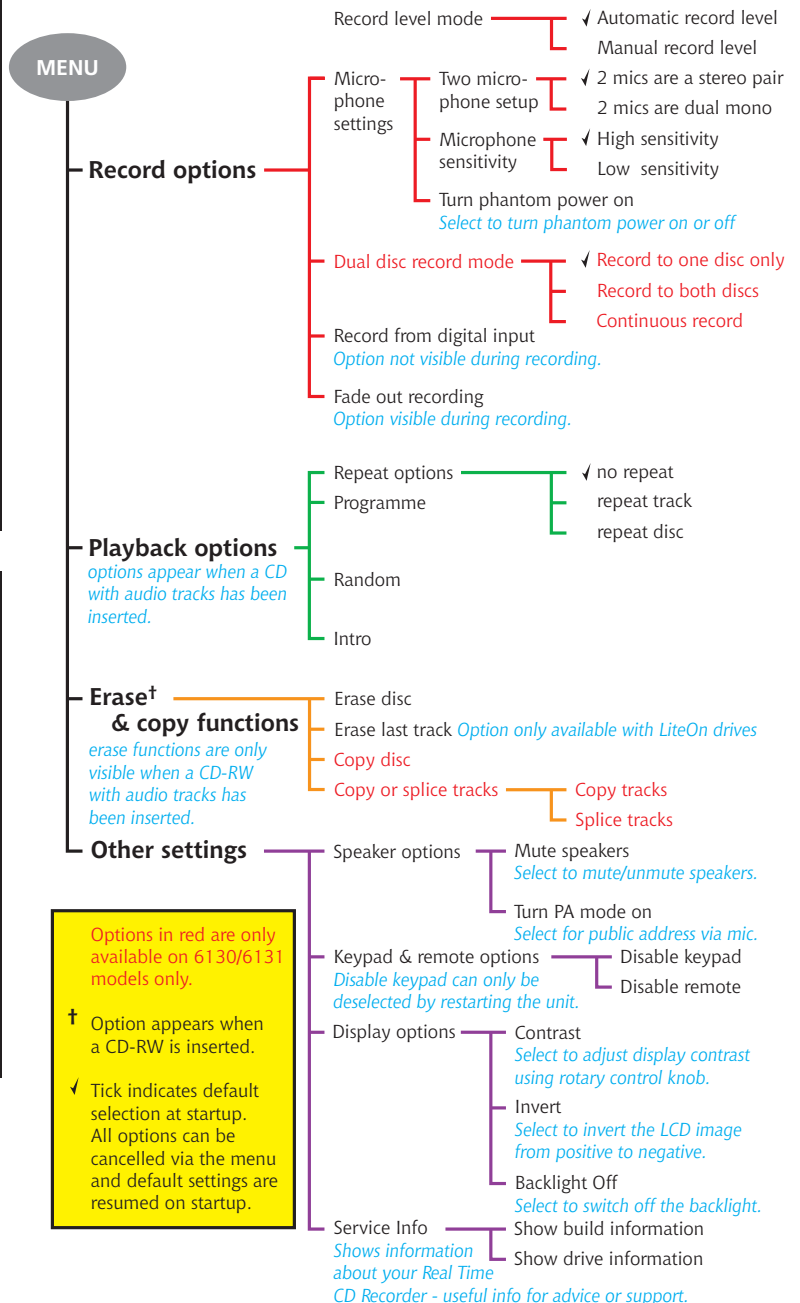 MENU
Record level mode
✓ Automatic record level
Manual record level
Record options
Micro-
phone
settings
Two micro-
phone setup
✓ 2 mics are a stereo pair
2 mics are dual mono
Microphone
sensitivity
✓ High sensitivity
Low sensitivity
Turn phantom power on
Select to turn phantom power on or off
Dual disc record mode
✓ Record to one disc only
Record to both discs
Continuous record
Record from digital input
Option not visible during recording.
Fade out recording
Option visible during recording.
Playback options
options appear when a CD
with audio tracks has been
inserted.
Repeat options
✓ no repeat
repeat track
repeat disc
Programme
Random
Intro
Erase†
& copy functions
erase functions are only
visible when a CD-RW
with audio tracks has
been inserted.
Erase disc
Erase last track Option only available with LiteOn drives
Copy disc
Copy or splice tracks
Copy tracks
Splice tracks
Other settings
Speaker options
Mute speakers
Select to mute/unmute speakers.
Turn PA mode on
Select for public address via mic.
Keypad & remote options
Disable keypad can only be
deselected by restarting the unit.
Disable keypad
Disable remote
Display options
Contrast
Select to adjust display contrast
using rotary control knob.
Invert
Select to invert the LCD image
from positive to negative.
Backlight Off
Select to switch off the backlight.
Service Info
Shows information
about your Real Time
CD Recorder - useful info for advice or support.
Show build information
Show drive information
Options in red are only
available on 6130/6131
models only.
† Option appears when
a CD-RW is inserted.
✓ Tick indicates default
selection at startup.
All options can be
cancelled via the menu
and default settings are
resumed on startup.